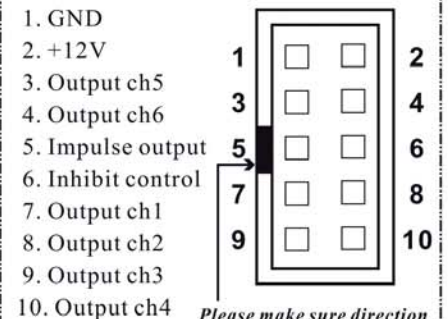 1. GND
2. +12V
3. Output ch5
4. Output ch6
5. Impulse output
6. Inhibit control
7. Output ch1
8. Output ch2
9. Output ch3
10. Output ch4
1 2
3 4
5 6
7 8
9 10
Please make sure direction